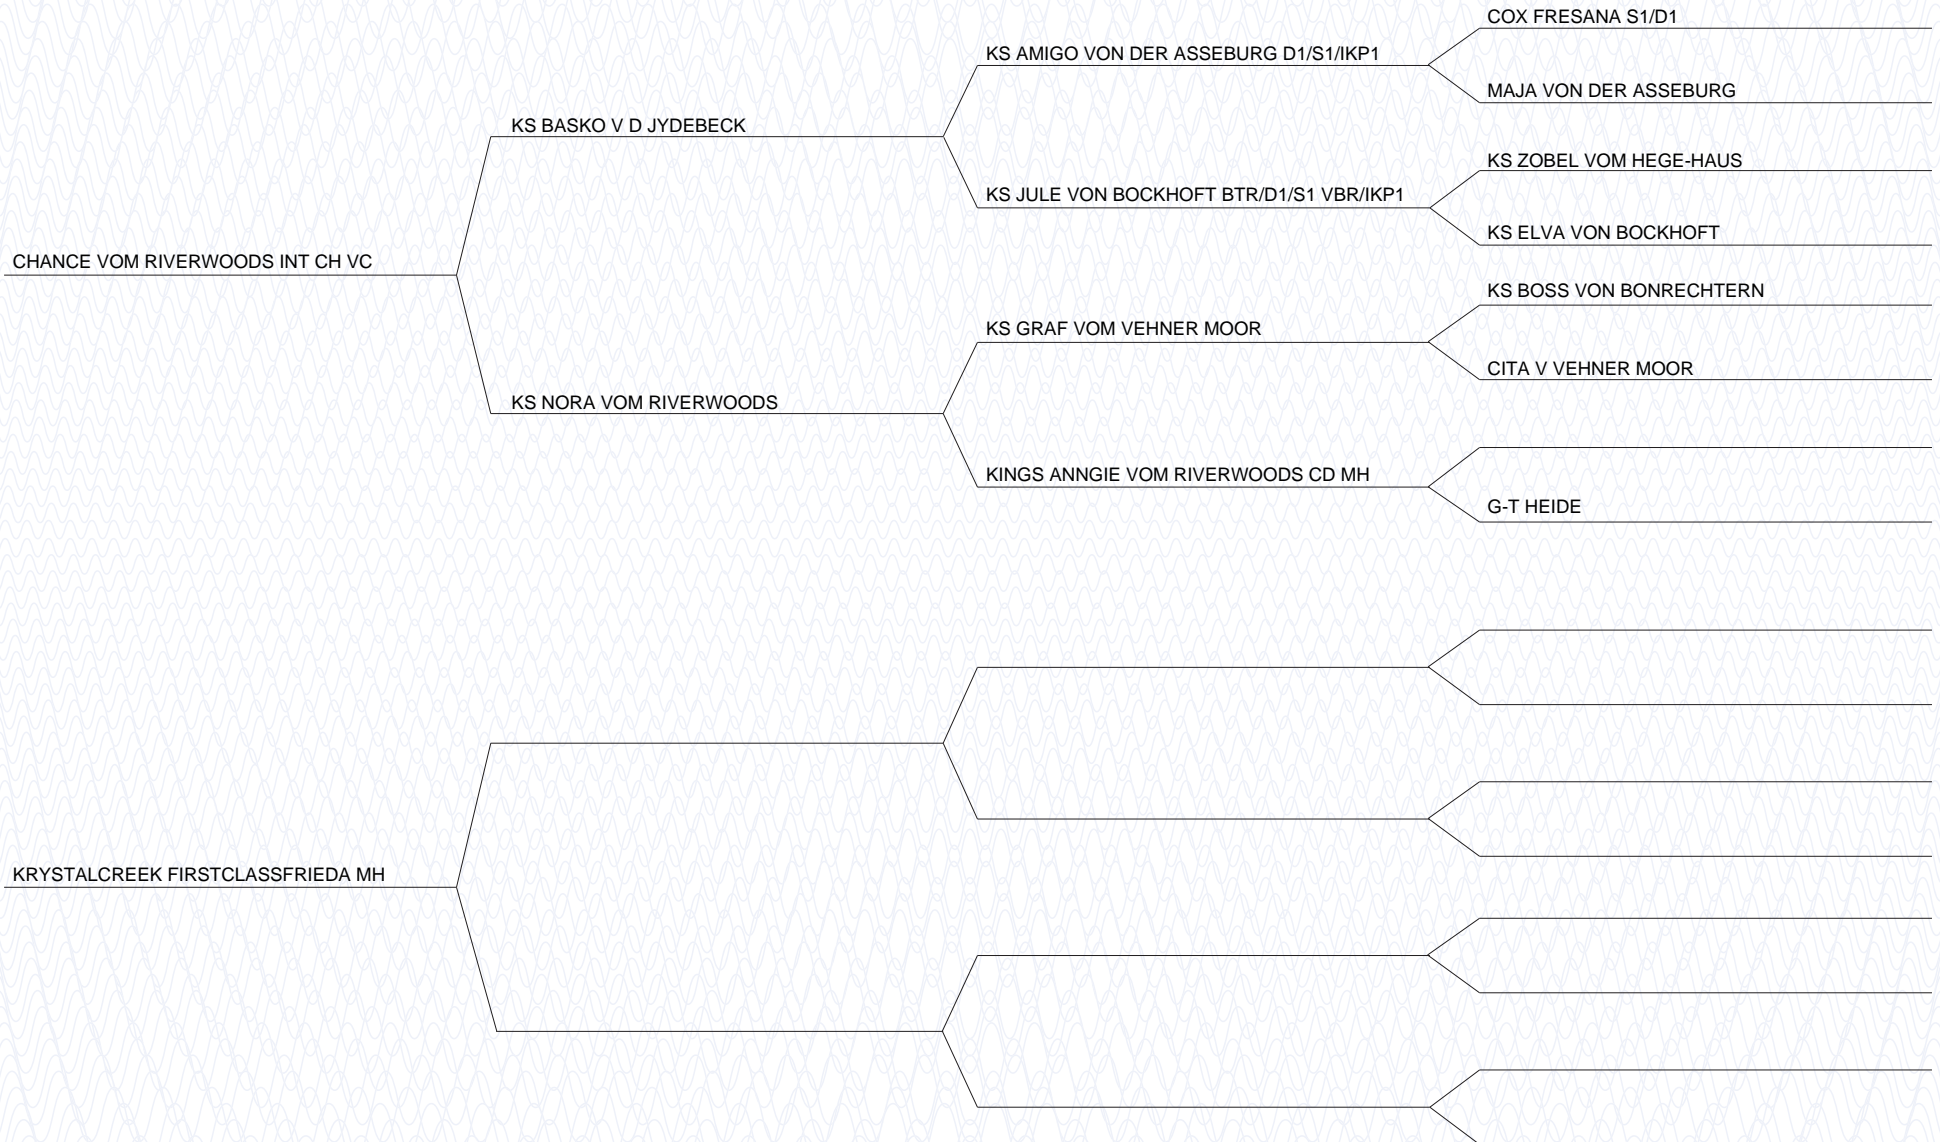 COX FRESANA S1/D1
KS AMIGO VON DER ASSEBURG D1/S1/IKP1
MAJA VON DER ASSEBURG
KS BASKO V D JYDEBECK
KS ZOBEL VOM HEGE-HAUS
KS JULE VON BOCKHOFT BTR/D1/S1 VBR/IKP1
KS ELVA VON BOCKHOFT
CHANCE VOM RIVERWOODS INT CH VC
KS BOSS VON BONRECHTERN
KS GRAF VOM VEHNER MOOR
CITA V VEHNER MOOR
KS NORA VOM RIVERWOODS
KINGS ANNGIE VOM RIVERWOODS CD MH
G-T HEIDE
KRYSTALCREEK FIRSTCLASSFRIEDA MH